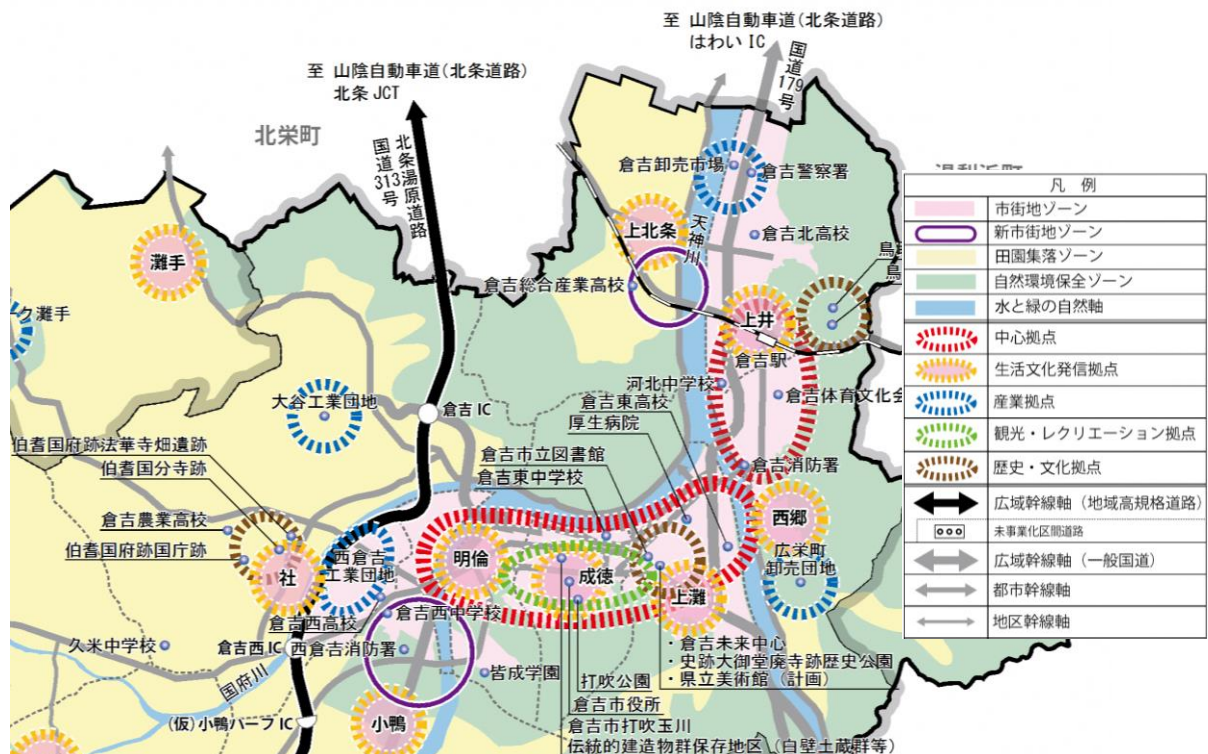 至 山陰自動車道(北条道路)
はわい IC
国道179号
至 山陰自動車道(北条道路)
北条 JCT
北栄町
北条湯原道路
国道313号
倉吉卸売市場
倉吉警察署
天神川
上北条
倉吉北高校
灘手
倉吉総合産業高校
ク灘手
上井
倉吉駅
河北中学校
倉吉体育文化会
大谷工業団地
倉吉 IC
倉吉東高校
厚生病院
伯耆国府跡法華寺畑遺跡
伯耆国分寺跡
倉吉市立図書館
倉吉東中学校
倉吉消防署
倉吉農業高校
伯耆国府跡国庁跡
西郷
社
西倉吉
工業団地
明倫
成徳
上灘
広栄町
卸売団地
倉吉西高校
倉吉西中学校
久米中学校
倉吉西 IC
西倉吉消防署
国府川
皆成学園
打吹公園
・倉吉未来中心
・史跡大御堂廃寺跡歴史公園
・県立美術館（計画）
(仮)小鴨ハーフ IC
小鴨
倉吉市役所
倉吉市打吹玉川
伝統的建造物群保存地区（白壁土蔵群等）
凡 例
市街地ゾーン
新市街地ゾーン
田園集落ゾーン
自然環境保全ゾーン
水と緑の自然軸
中心拠点
生活文化発信拠点
産業拠点
観光・レクリエーション拠点
歴史・文化拠点
広域幹線軸（地域高規格道路）
未事業化区間道路
広域幹線軸（一般国道）
都市幹線軸
地区幹線軸